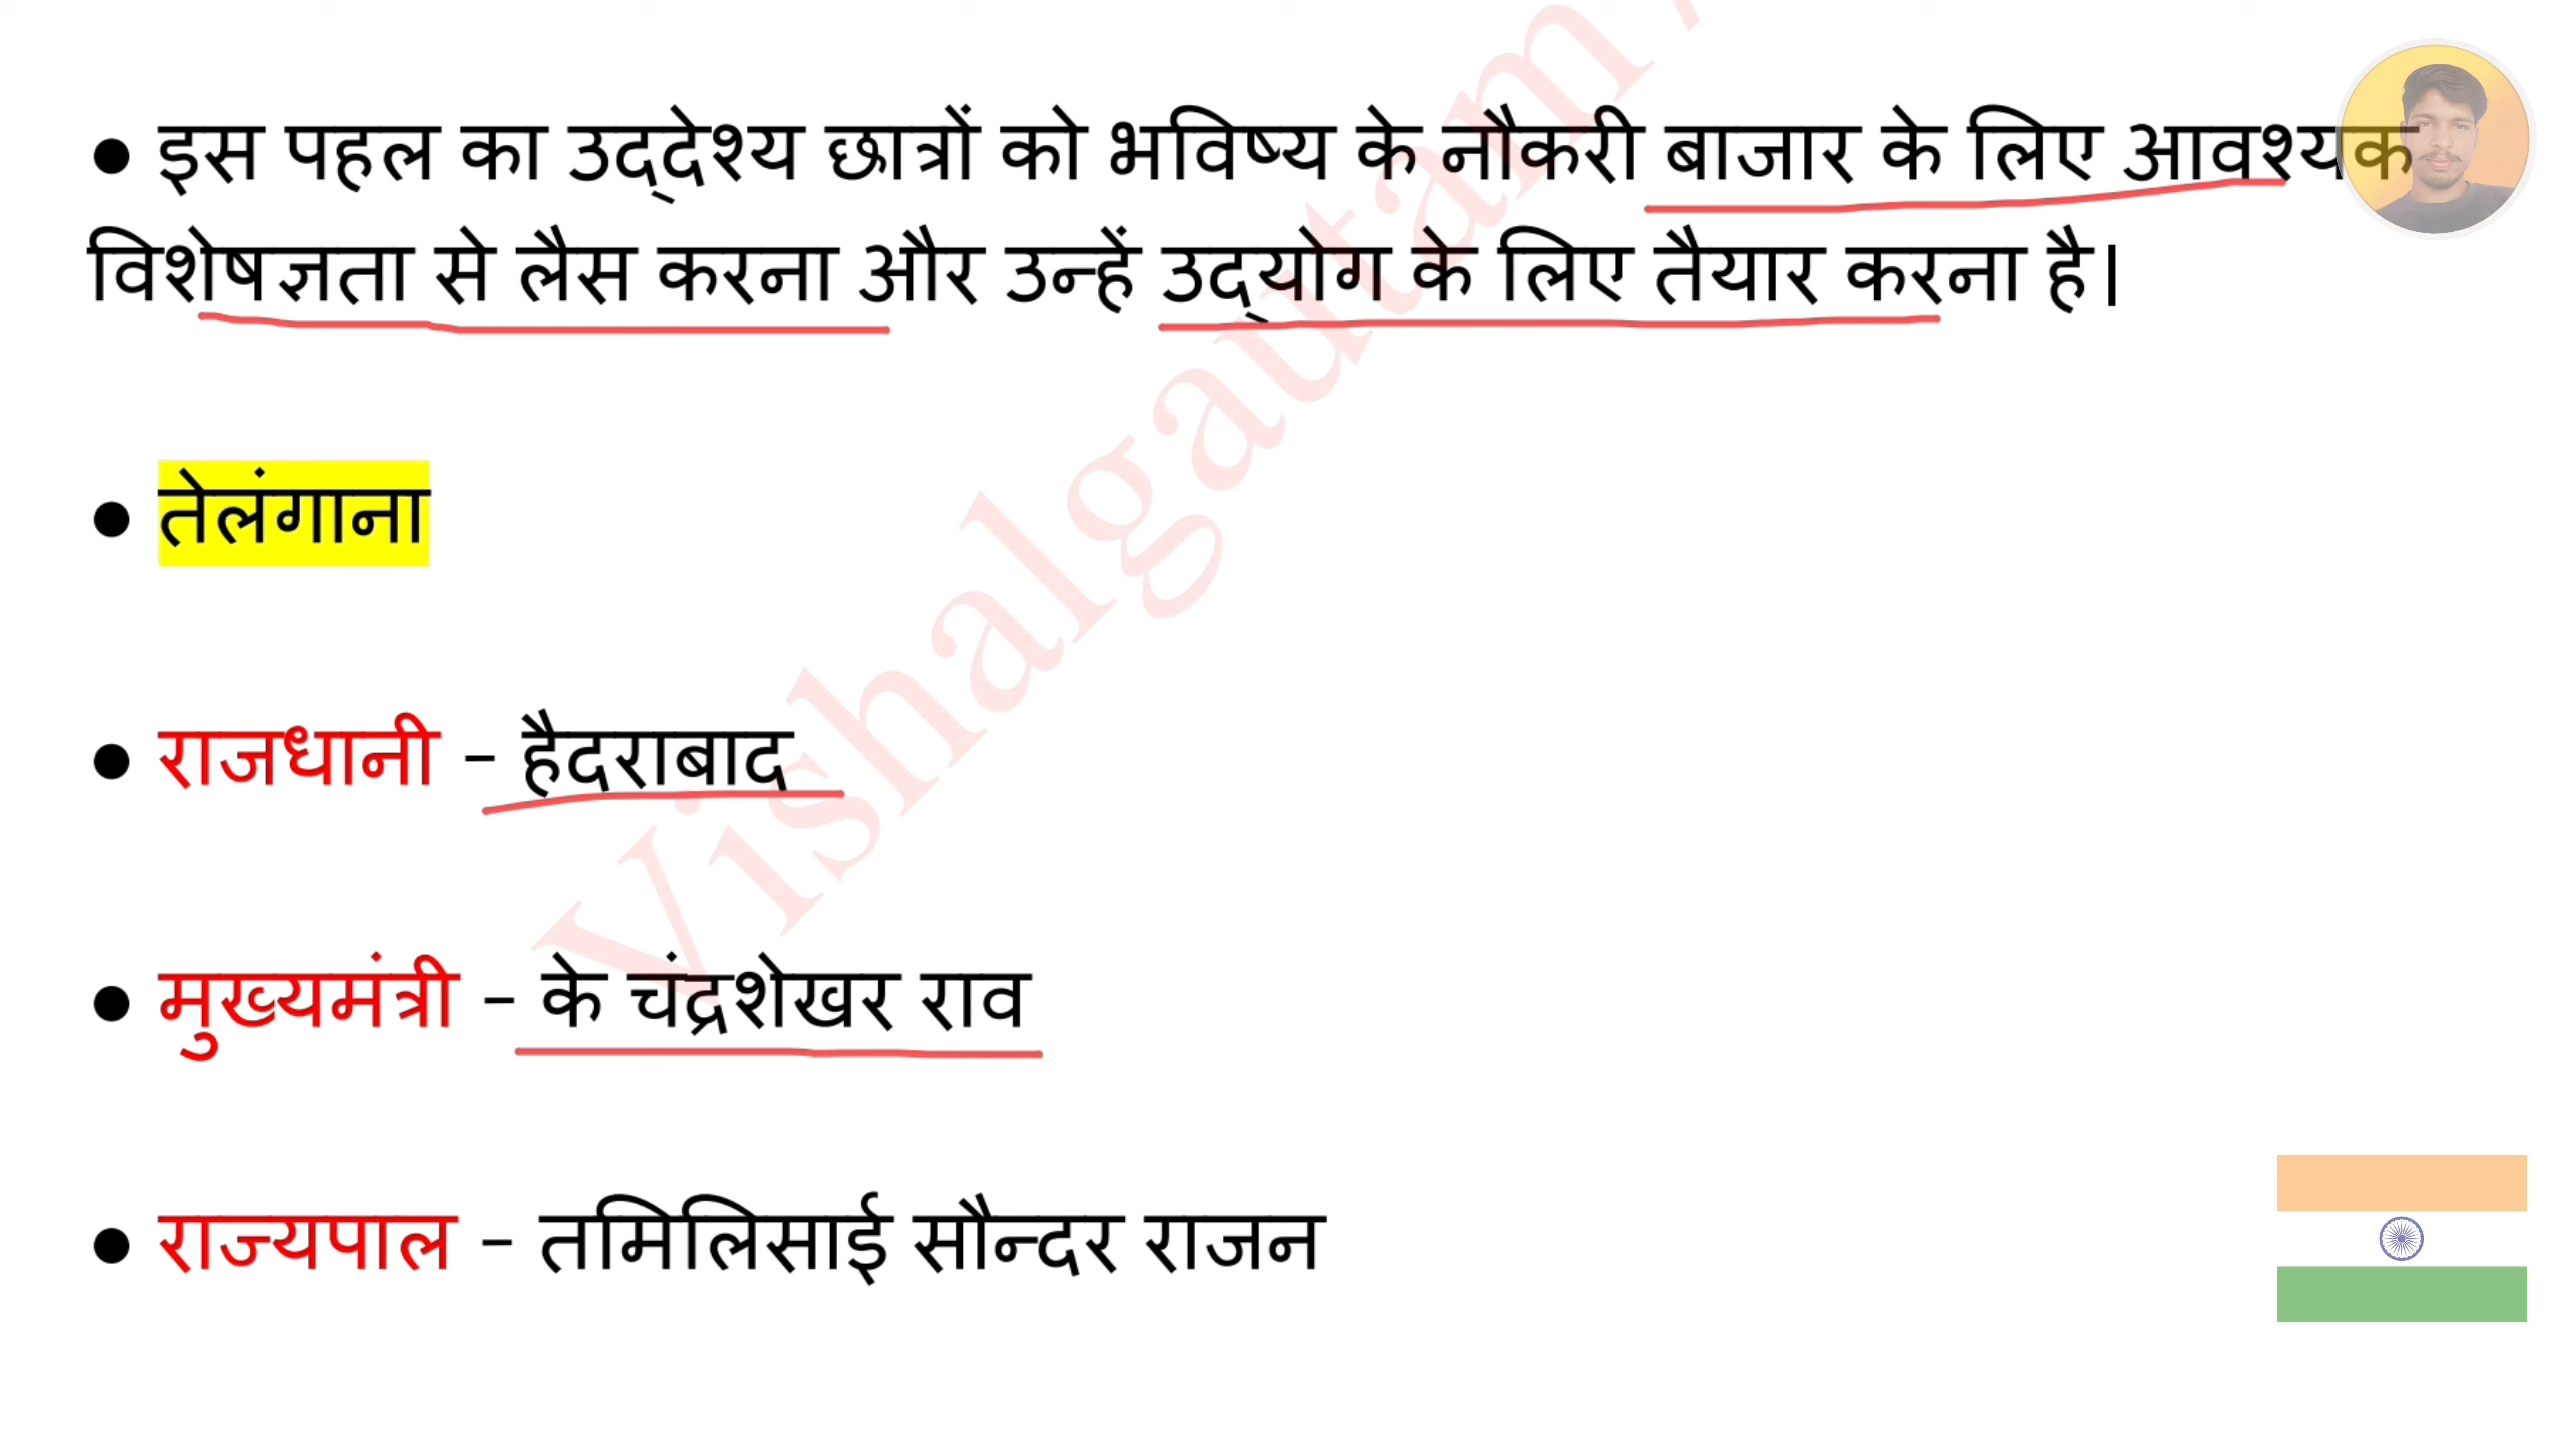 • इस पहल का उद्देश्य छात्रों को भविष्य के नौकरी बाजार के लिए आवश्यक
विशेषज्ञता से लैस करना और उन्हें उद्योग के लिए तैयार करना है।
• तेलंगाना
• राजधानी - हैदराबाद
• मुख्यमंत्री - के चंद्रशेखर राव
• राज्यपाल - तमिलिसाई सौन्दर राजन
Vishalgautam